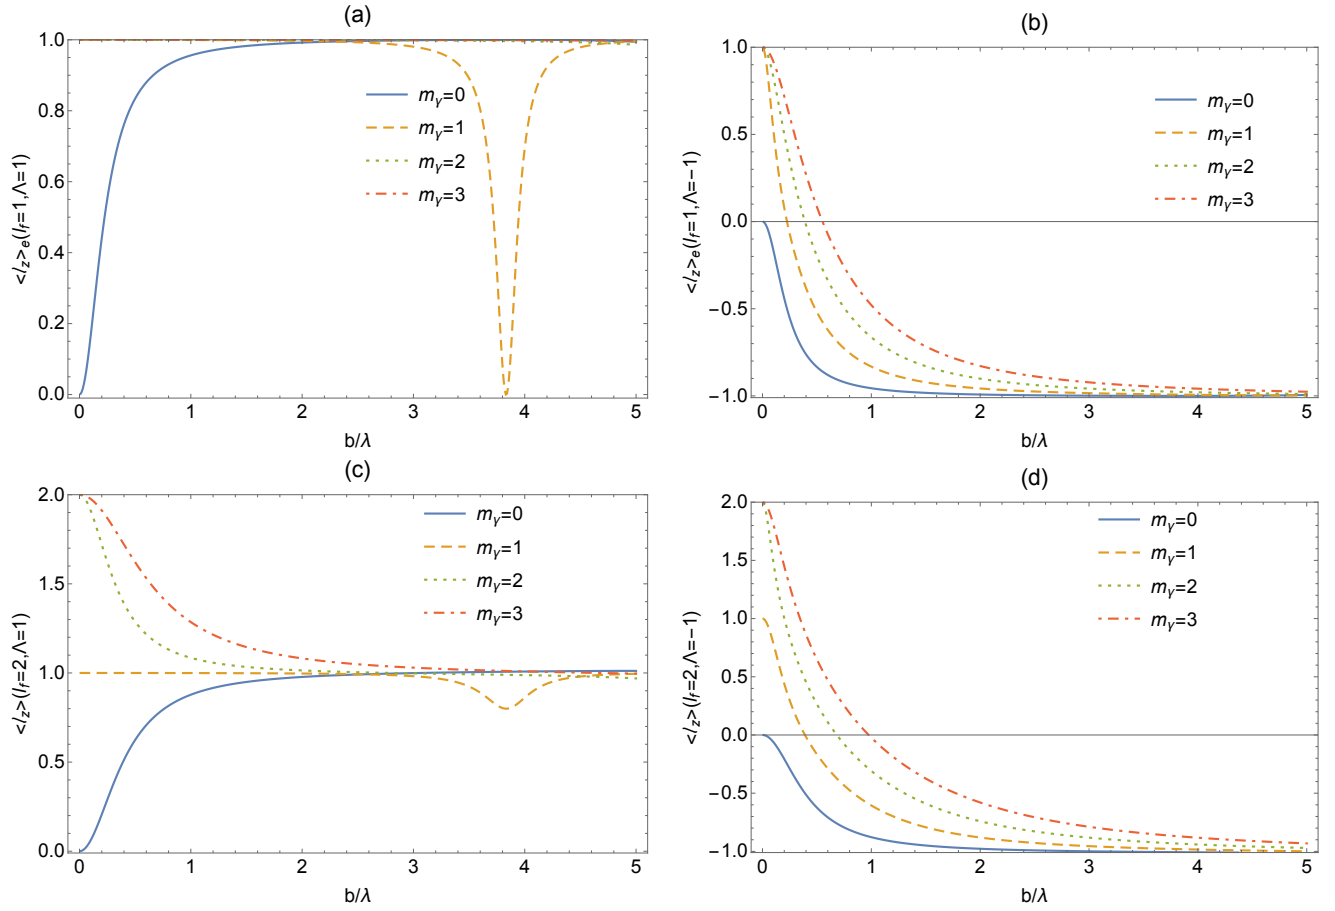 (a)
1.0
0.8
0.6
0.4
0.2
0.0
<l_z>_e(l_f=1,Λ=1)
m_γ=0
m_γ=1
m_γ=2
m_γ=3
0 1 2 3 4 5
b/λ
(b)
1.0
0.5
0.0
−0.5
−1.0
<l_z>_e(l_f=1,Λ=−1)
m_γ=0
m_γ=1
m_γ=2
m_γ=3
0 1 2 3 4 5
b/λ
(c)
2.0
1.5
1.0
0.5
0.0
<l_z>(l_f=2,Λ=1)
m_γ=0
m_γ=1
m_γ=2
m_γ=3
0 1 2 3 4 5
b/λ
(d)
2.0
1.5
1.0
0.5
0.0
−0.5
−1.0
<l_z>(l_f=2,Λ=−1)
m_γ=0
m_γ=1
m_γ=2
m_γ=3
0 1 2 3 4 5
b/λ